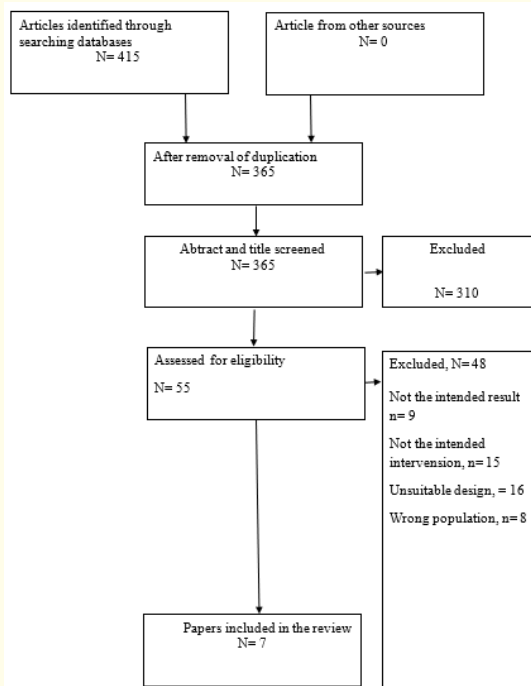 Articles identified through
searching databases
N= 415
Article from other sources
N= 0
After removal of duplication
N= 365
Abtract and title screened
N= 365
Excluded
N= 310
Assessed for eligibility
N= 55
Excluded, N=48
Not the intended result
n= 9
Not the intended
intervension, n= 15
Unsuitable design, = 16
Wrong population, n= 8
Papers included in the review
N= 7